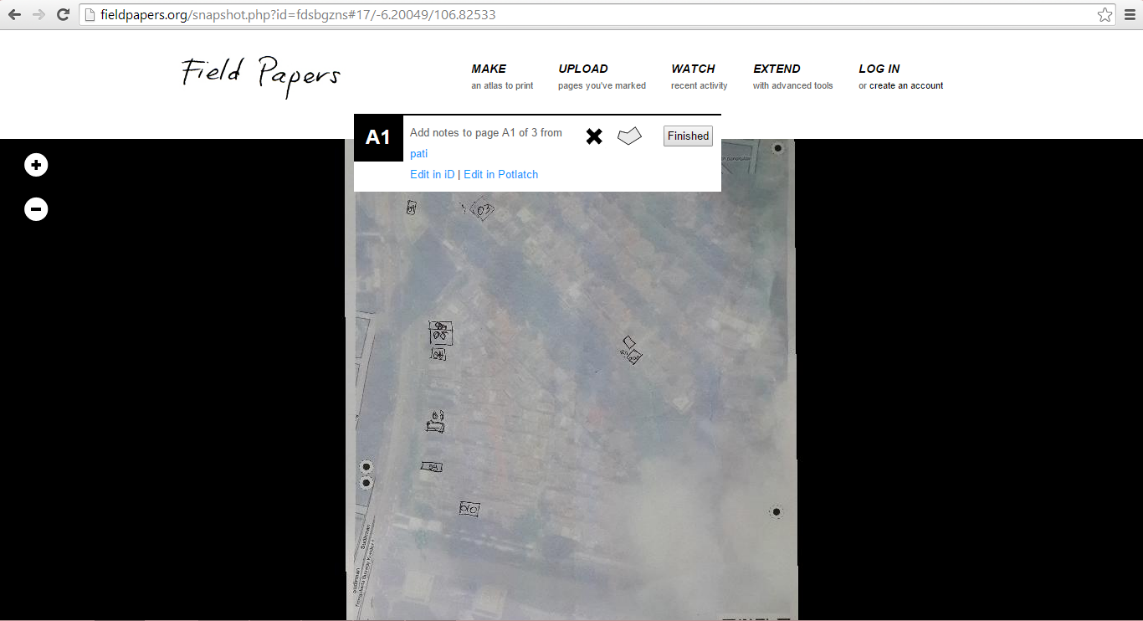 fieldpapers.org/snapshot.php?id=fdsbgzns#17/-6.20049/106.82533
Field Papers
MAKE
an atlas to print
UPLOAD
pages you've marked
WATCH
recent activity
EXTEND
with advanced tools
LOG IN
or create an account
A1
Add notes to page A1 of 3 from
pati
Edit in iD | Edit in Potlatch
Finished
03
Sudirman